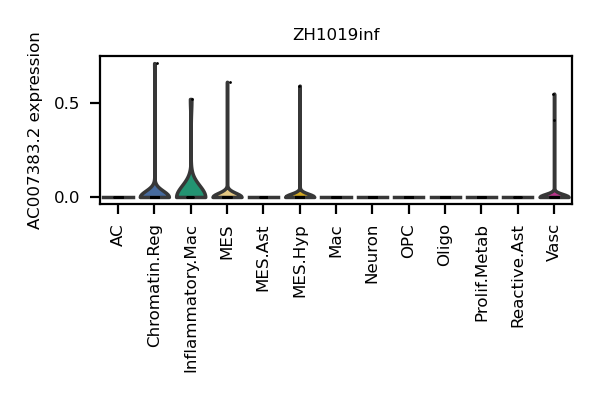 ZH1019inf
AC007383.2 expression
0.5
0.0
AC
Chromatin.Reg
Inflammatory.Mac
MES
MES.Ast
MES.Hyp
Mac
Neuron
OPC
Oligo
Prolif.Metab
Reactive.Ast
Vasc